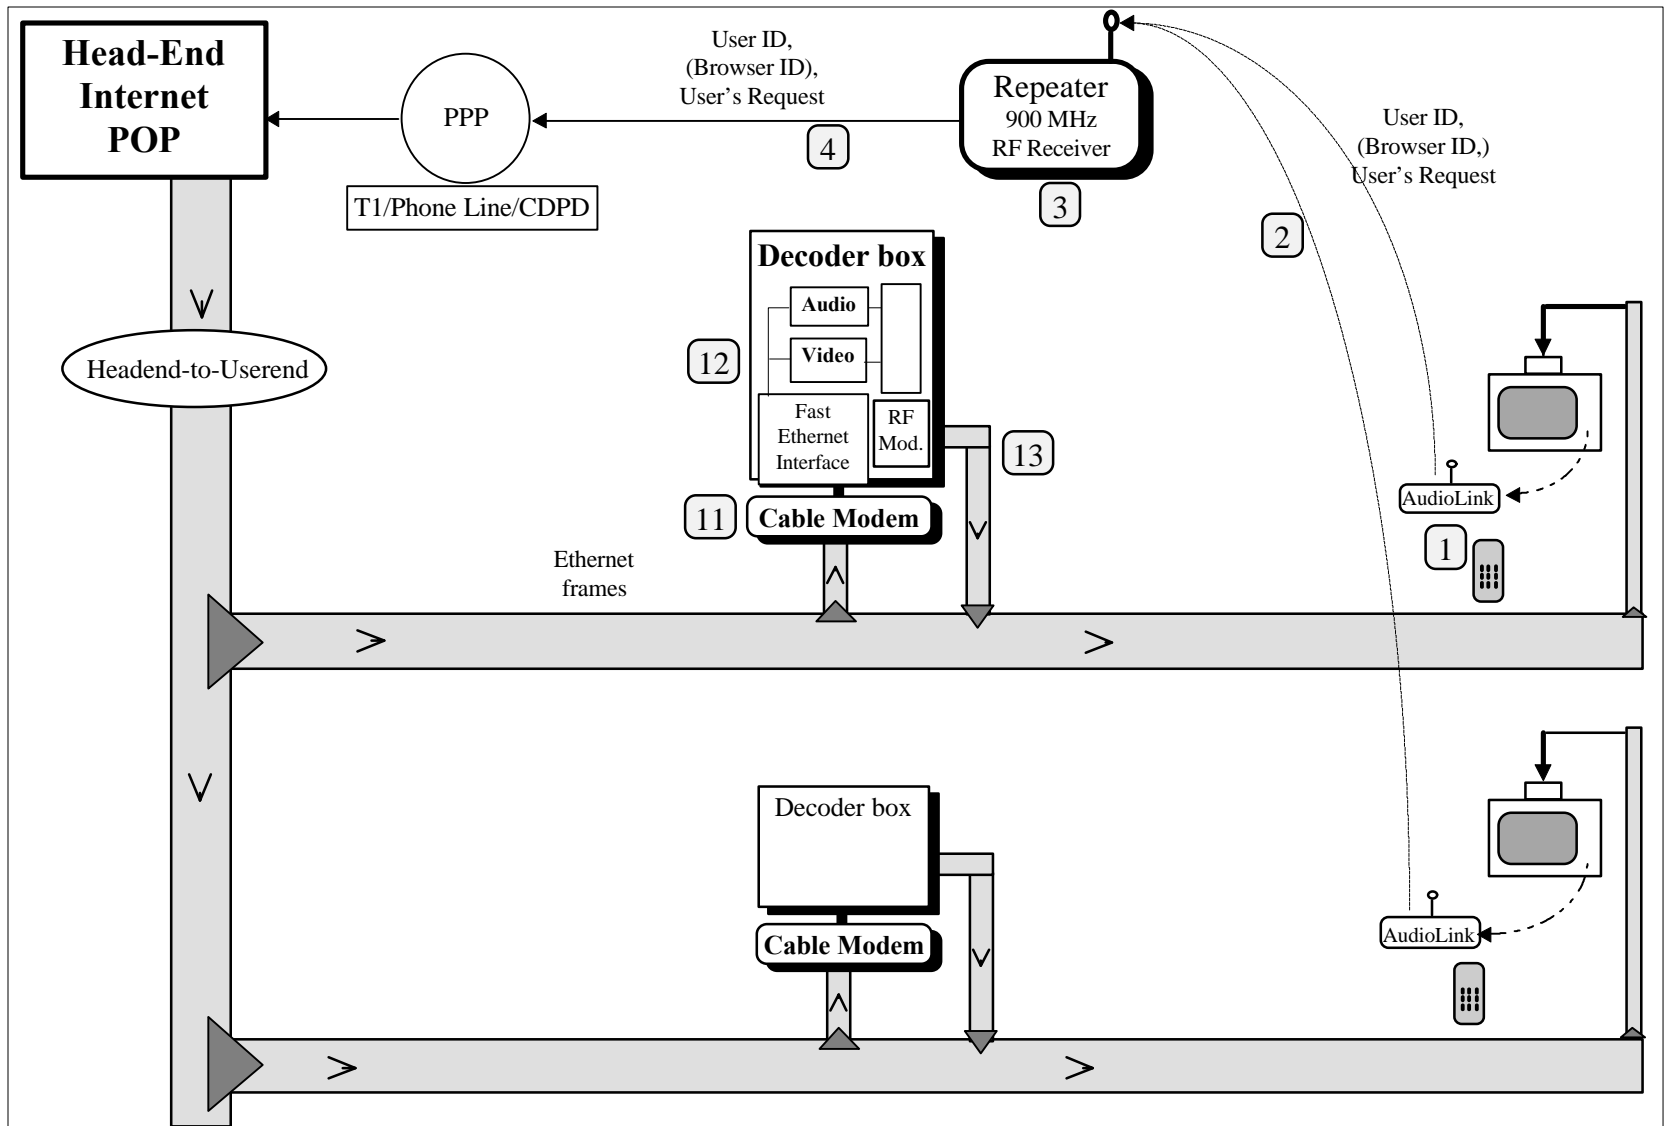 Head-End
Internet
POP
PPP
T1/Phone Line/CDPD
User ID,
(Browser ID),
User's Request
4
Repeater
900 MHz
RF Receiver
3
User ID,
(Browser ID,)
User's Request
2
Headend-to-Userend
Decoder box
Audio
Video
12
Fast
Ethernet
Interface
RF
Mod.
13
11
Cable Modem
AudioLink
1
Ethernet
frames
Decoder box
Cable Modem
AudioLink